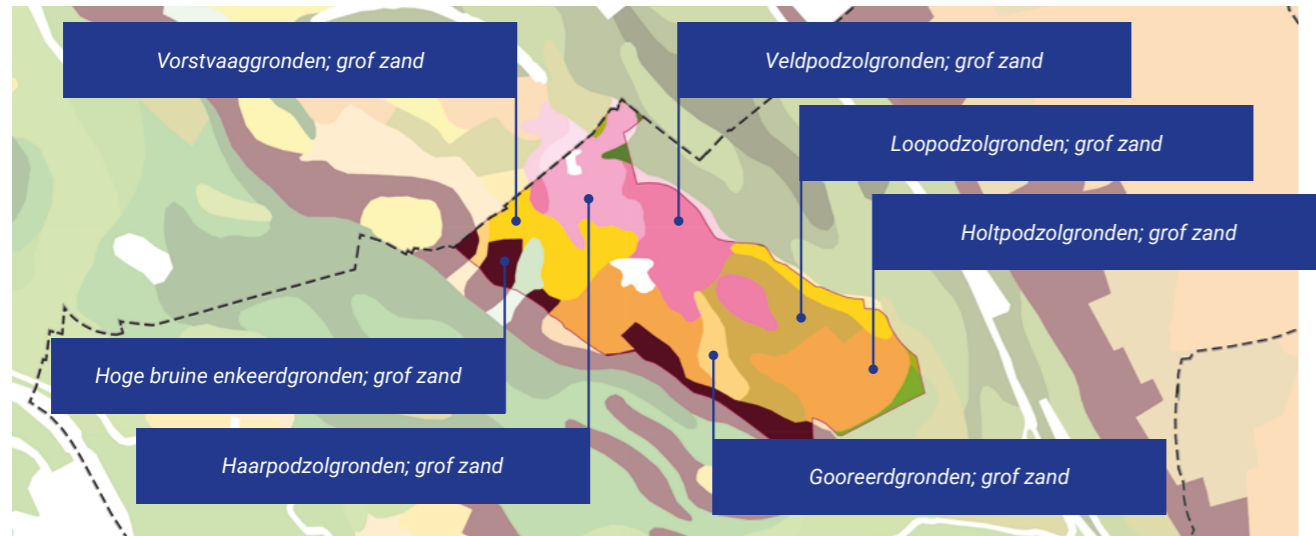 Vorstvaaggronden; grof zand
Veldpodzolgronden; grof zand
Loopodzolgronden; grof zand
Holtpodzolgronden; grof zand
Hoge bruine enkeerdgronden; grof zand
Haarpodzolgronden; grof zand
Gooreerdgronden; grof zand